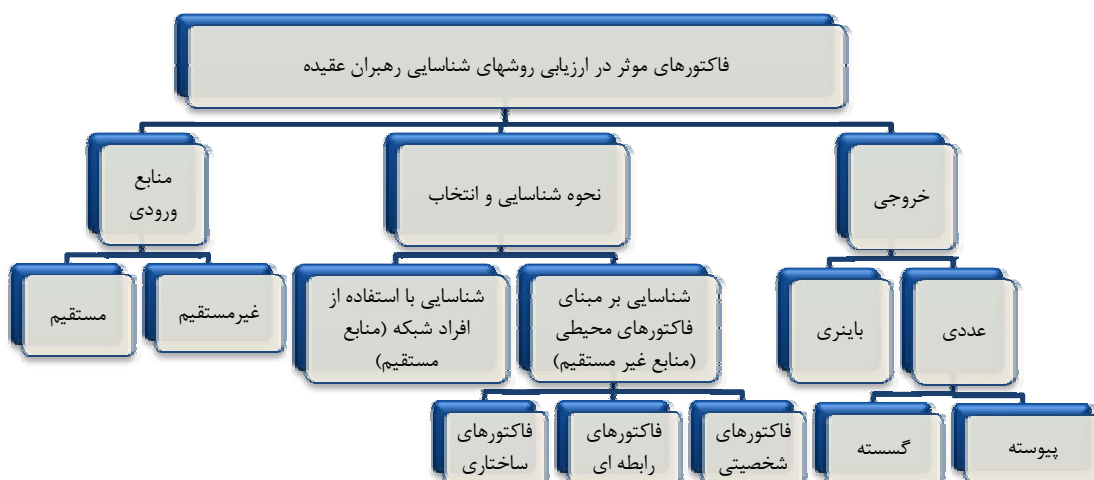 فاکتورهای موثر در ارزیابی روشهای شناسایی رهبران عقیده
خروجی
نحوه شناسایی و انتخاب
منابع
ورودی
عددی
باینری
شناسایی بر مبنای
فاکتورهای محیطی
(منابع غیر مستقیم)
شناسایی با استفاده از
افراد شبکه (منابع
مستقیم)
غیرمستقیم
مستقیم
پیوسته
گسسته
فاکتورهای
شخصیتی
فاکتورهای
رابطه ای
فاکتورهای
ساختاری